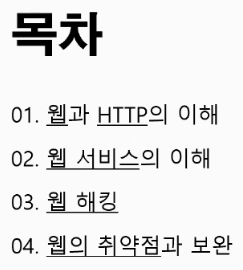 목차
01. 웹과 HTTP의 이해
02. 웹 서비스의 이해
03. 웹 해킹
04. 웹의 취약점과 보완